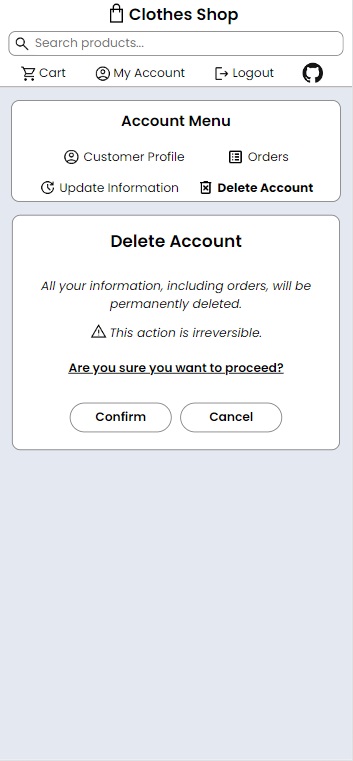 Clothes Shop
Search products...
Cart My Account Logout
Account Menu
Customer Profile Orders
Update Information Delete Account
Delete Account
All your information, including orders, will be
permanently deleted.
This action is irreversible.
Are you sure you want to proceed?
Confirm Cancel